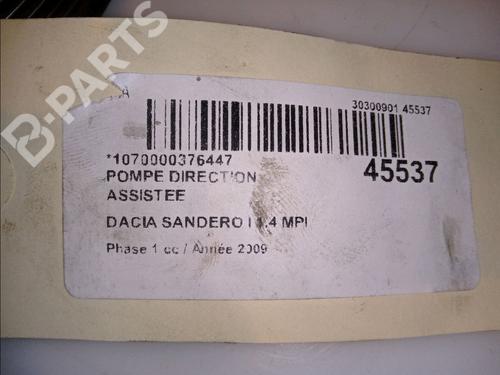 B-PARTS
30300901 45537
*1070000376447
45537
POMPE DIRECTION
ASSISTEE
DACIA SANDERO I 1.4 MPI
Phase 1 cc / Année 2009